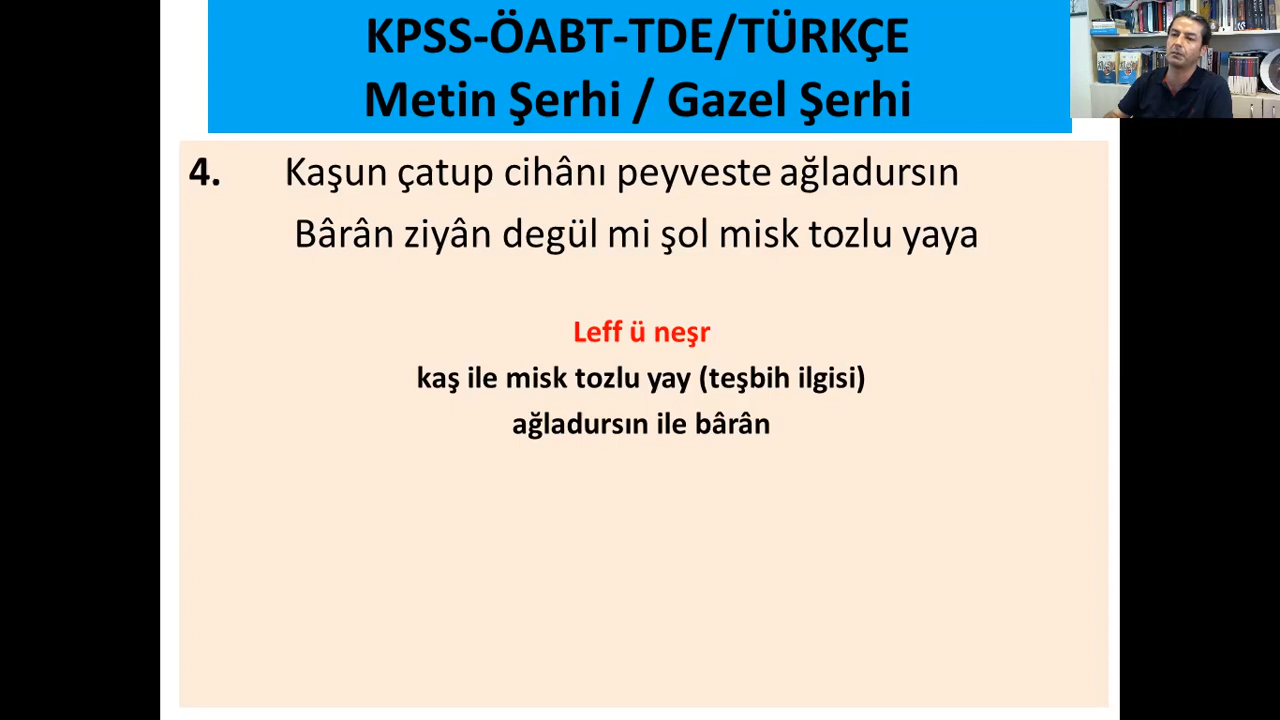 KPSS-ÖABT-TDE/TÜRKÇE
Metin Şerhi / Gazel Şerhi
4. Kaşun çatup cihânı peyveste ağladursın
Bârân ziyân degül mi şol misk tozlu yaya
Leff ü neşr
kaş ile misk tozlu yay (teşbih ilgisi)
ağladursın ile bârân